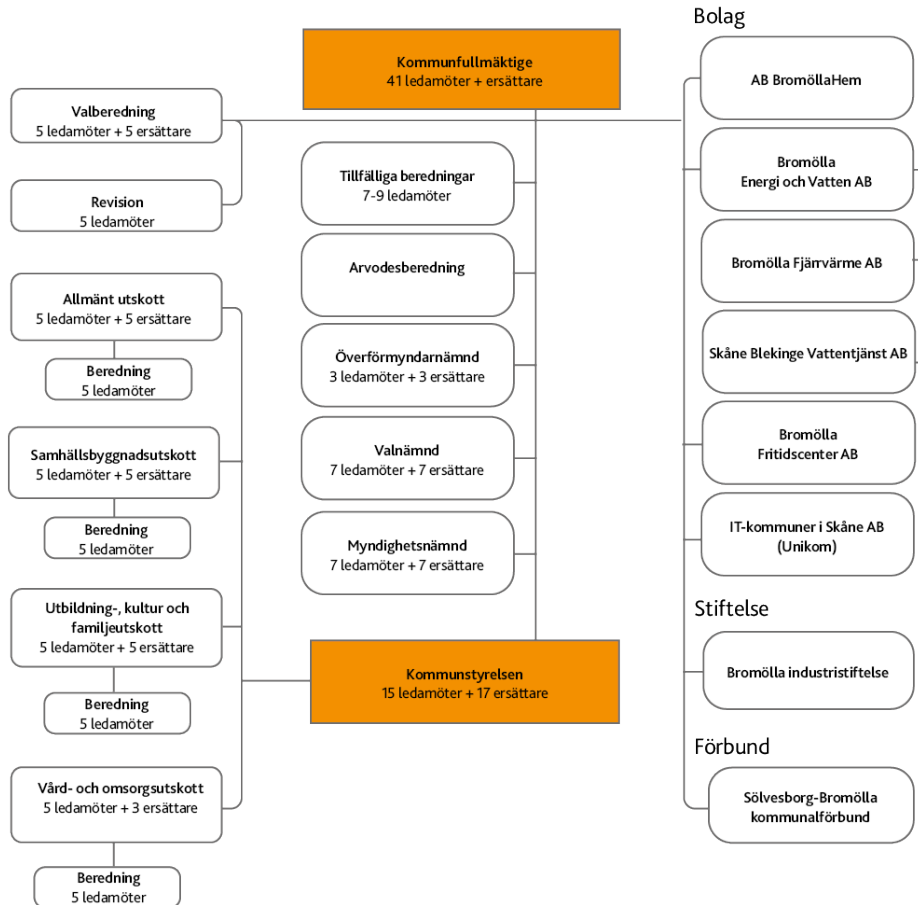 Kommunfullmäktige
41 ledamöter + ersättare
Valberedning
5 ledamöter + 5 ersättare
Revision
5 ledamöter
Allmänt utskott
5 ledamöter + 5 ersättare
Beredning
5 ledamöter
Samhällsbyggnadsutskott
5 ledamöter + 5 ersättare
Beredning
5 ledamöter
Utbildning-, kultur och
familjeutskott
5 ledamöter + 5 ersättare
Beredning
5 ledamöter
Vård- och omsorgsutskott
5 ledamöter + 3 ersättare
Beredning
5 ledamöter
Tillfälliga beredningar
7-9 ledamöter
Arvodesberedning
Överförmyndarnämnd
3 ledamöter + 3 ersättare
Valnämnd
7 ledamöter + 7 ersättare
Myndighetsnämnd
7 ledamöter + 7 ersättare
Kommunstyrelsen
15 ledamöter + 17 ersättare
Bolag
AB BromöllaHem
Bromölla
Energi och Vatten AB
Bromölla Fjärrvärme AB
Skåne Blekinge Vattentjänst AB
Bromölla
Fritidscenter AB
IT-kommuner i Skåne AB
(Unikom)
Stiftelse
Bromölla industristiftelse
Förbund
Sölvesborg-Bromölla
kommunalförbund